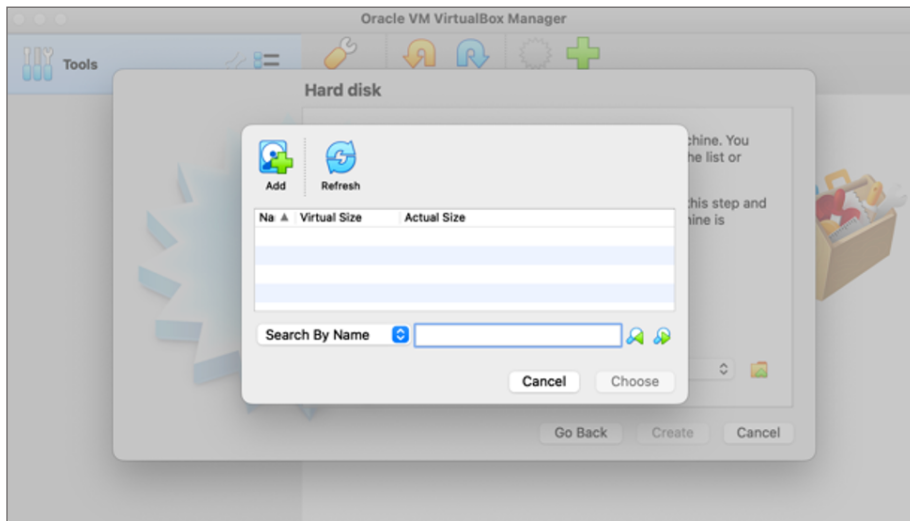 Oracle VM VirtualBox Manager
Tools
Hard disk
chine. You
he list or
this step and
hine is
Add
Refresh
Na Virtual Size Actual Size
Search By Name
Cancel
Choose
Go Back
Create
Cancel